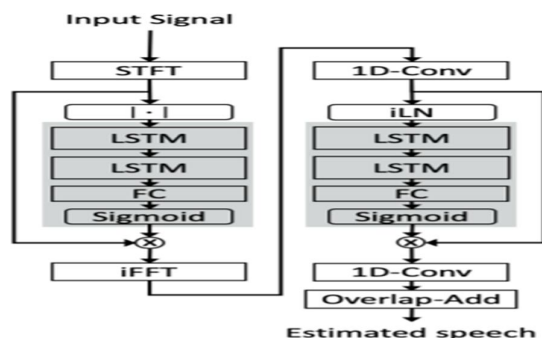 Input Signal
STFT
|·|
LSTM
LSTM
FC
Sigmoid
×
iFFT
1D-Conv
iLN
LSTM
LSTM
FC
Sigmoid
×
1D-Conv
Overlap-Add
Estimated speech